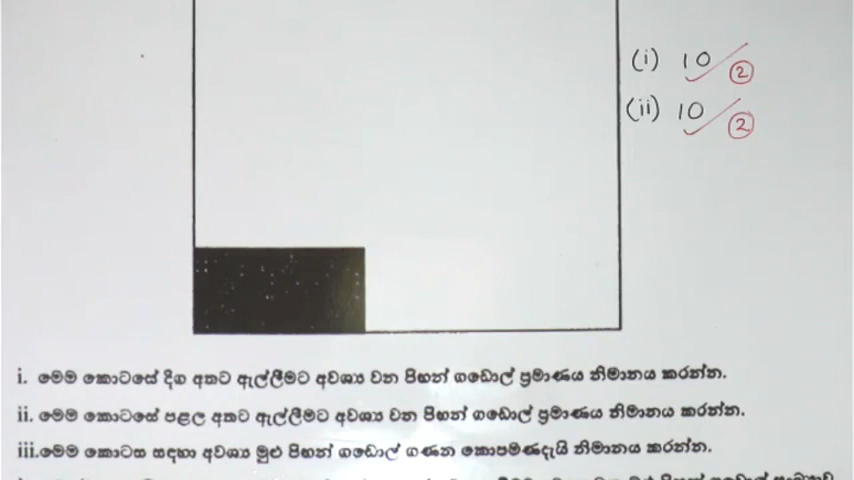 (i) 10 2
(ii) 10 2
i. මෙම කොටසේ දිග අතට ඇල්ලීමට අවශ්‍ය වන පිඟන් ගඩොල් ප්‍රමාණය නිමානය කරන්න.
ii. මෙම කොටසේ පළල අතට ඇල්ලීමට අවශ්‍ය වන පිඟන් ගඩොල් ප්‍රමාණය නිමානය කරන්න.
iii.මෙම කොටස සඳහා අවශ්‍ය මුළු පිඟන් ගඩොල් ගණන කොපමණදැයි නිමානය කරන්න.